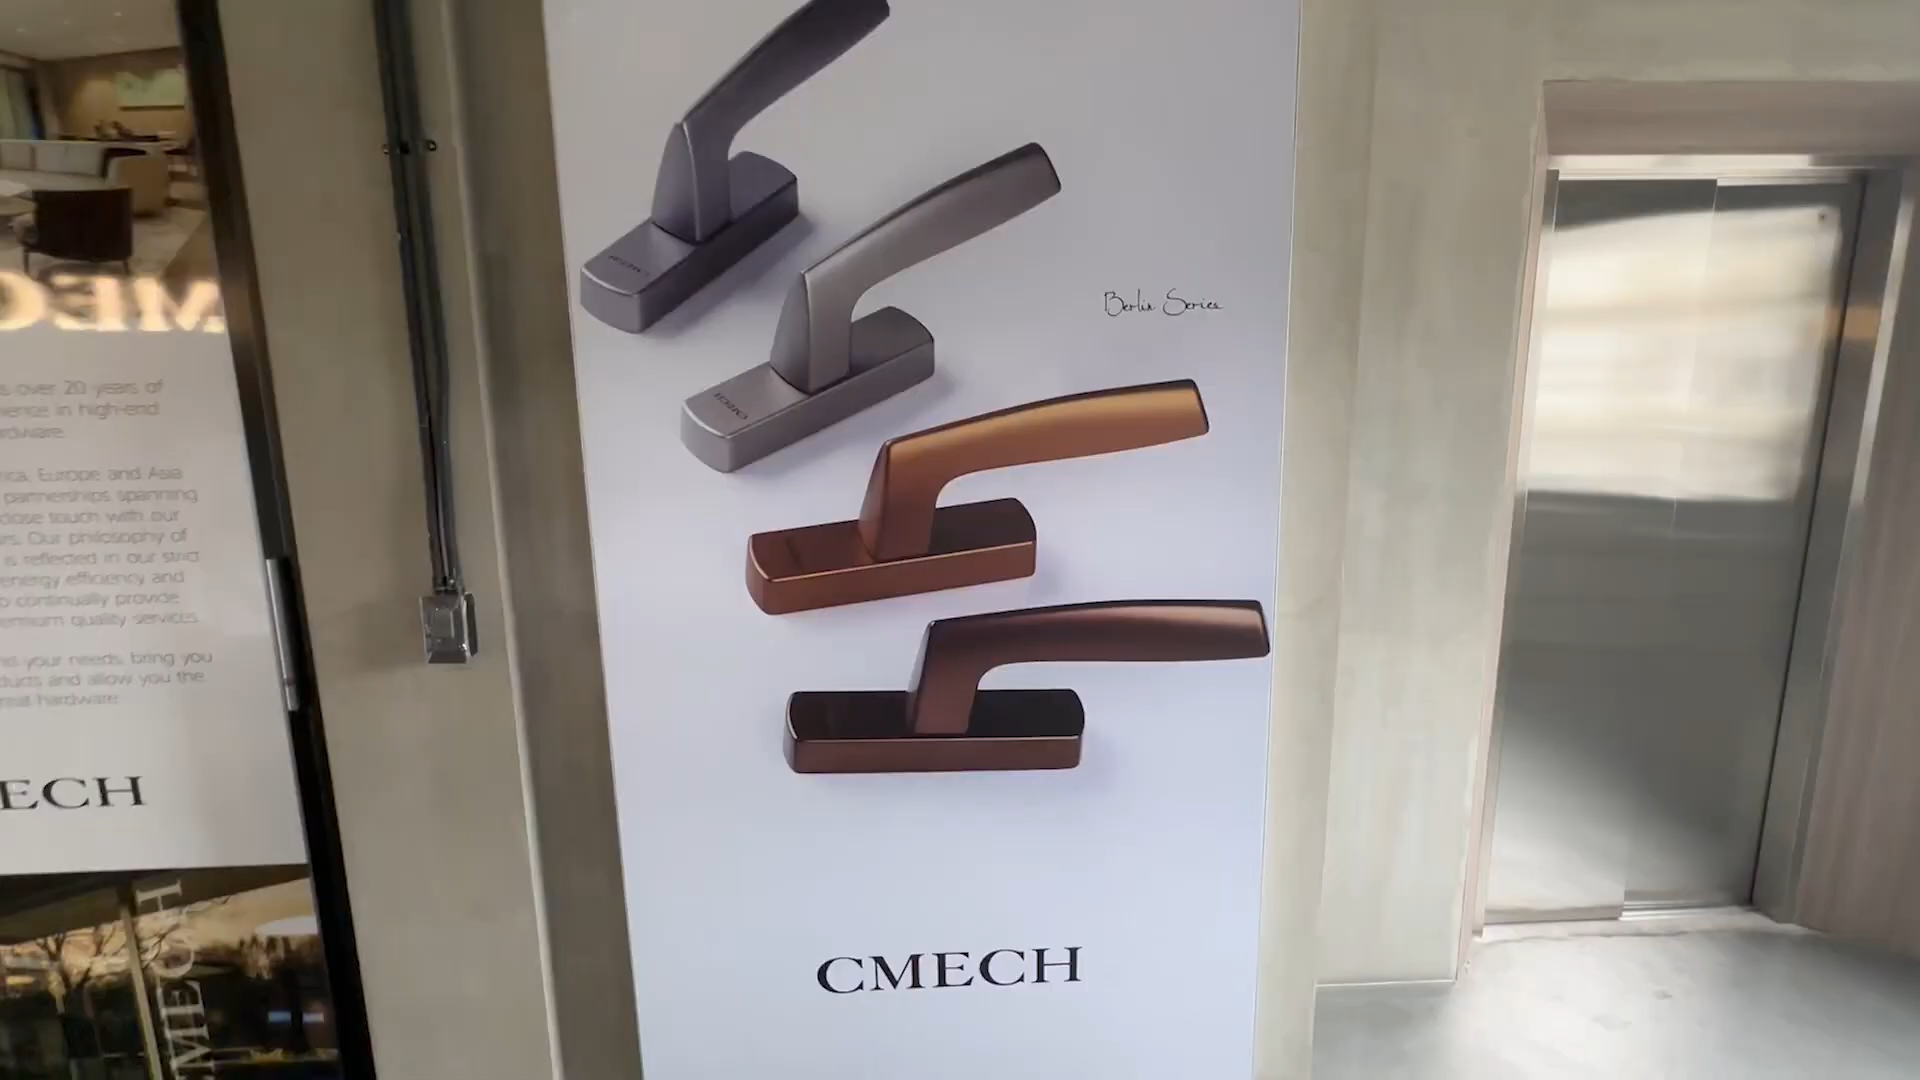 s over 20 years of
ience in high-end
rdware.
rica, Europe and Asia
partnerships spanning
close touch with our
rs. Our philosophy of
is reflected in our strict
energy efficiency and
o continually provide
emium quality services.
your needs, bring you
ducts and allow you the
hardware.
ECH
CMECH
CMECH
Berlin Series
CMECH